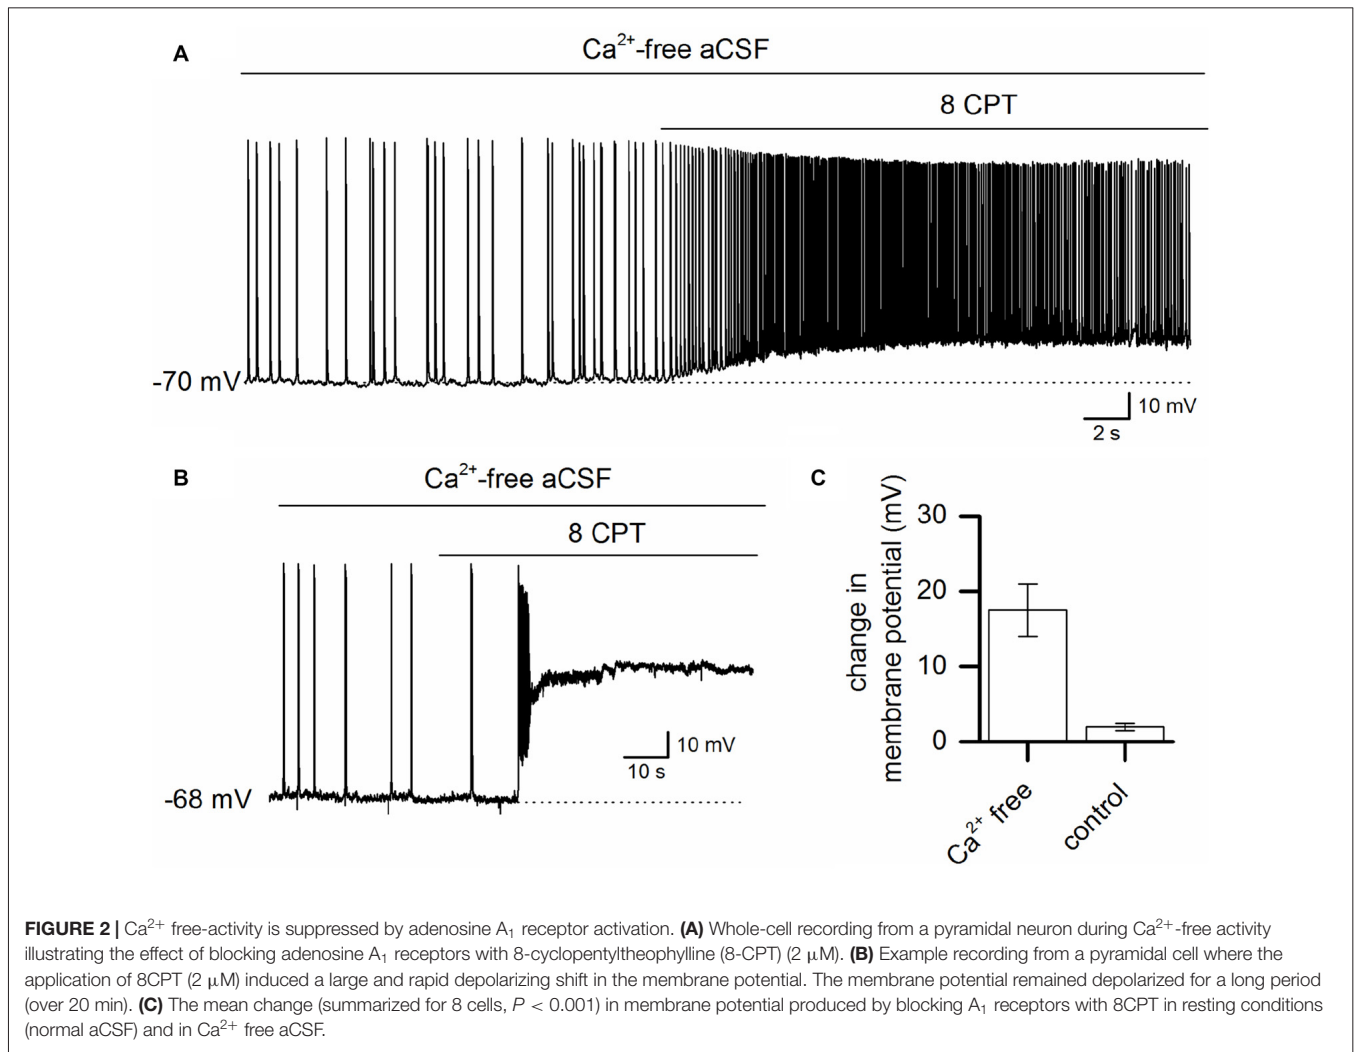 A
Ca²⁺-free aCSF
8 CPT
-70 mV
10 mV
2 s
B
Ca²⁺-free aCSF
8 CPT
-68 mV
10 mV
10 s
C
change in
membrane potential (mV)
30
20
10
0
Ca²⁺ free
control
FIGURE 2 | Ca²⁺ free-activity is suppressed by adenosine A₁ receptor activation. (A) Whole-cell recording from a pyramidal neuron during Ca²⁺-free activity
illustrating the effect of blocking adenosine A₁ receptors with 8-cyclopentyltheophylline (8-CPT) (2 μM). (B) Example recording from a pyramidal cell where the
application of 8CPT (2 μM) induced a large and rapid depolarizing shift in the membrane potential. The membrane potential remained depolarized for a long period
(over 20 min). (C) The mean change (summarized for 8 cells, P < 0.001) in membrane potential produced by blocking A₁ receptors with 8CPT in resting conditions
(normal aCSF) and in Ca²⁺ free aCSF.